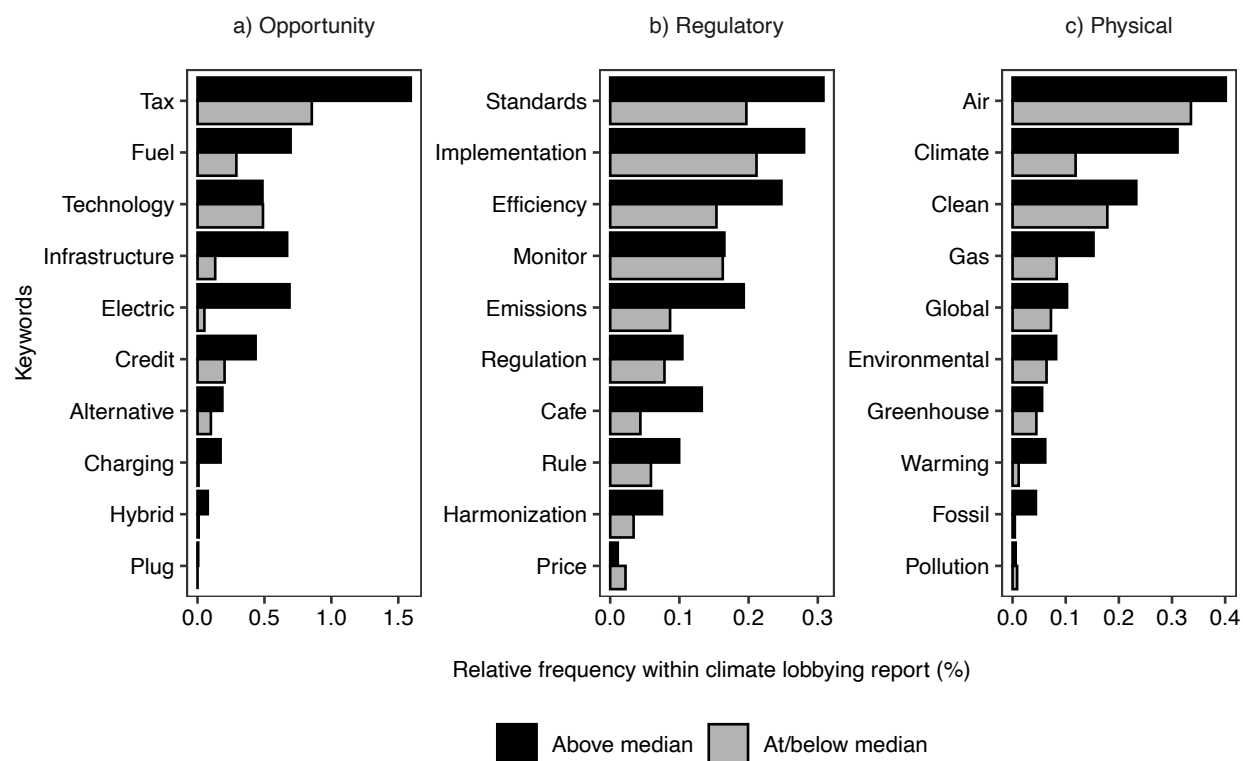 a) Opportunity
b) Regulatory
c) Physical
Keywords
Tax
Fuel
Technology
Infrastructure
Electric
Credit
Alternative
Charging
Hybrid
Plug
0.0 0.5 1.0 1.5
Standards
Implementation
Efficiency
Monitor
Emissions
Regulation
Cafe
Rule
Harmonization
Price
0.0 0.1 0.2 0.3
Air
Climate
Clean
Gas
Global
Environmental
Greenhouse
Warming
Fossil
Pollution
0.0 0.1 0.2 0.3 0.4
Relative frequency within climate lobbying report (%)
Above median At/below median